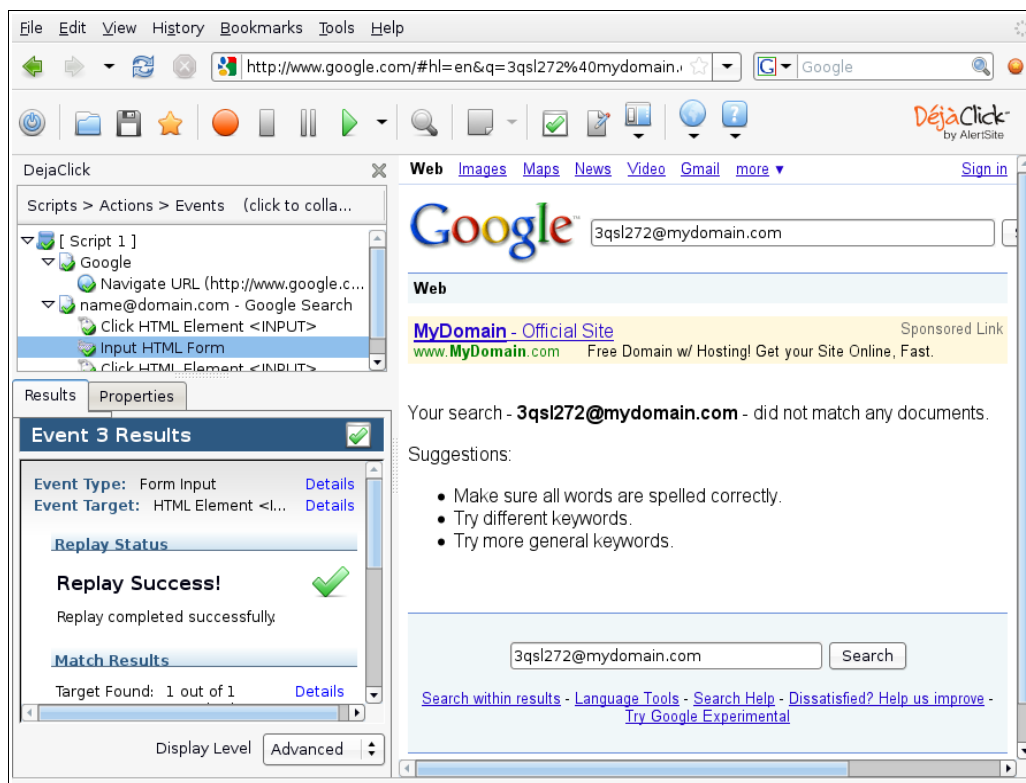 File Edit View History Bookmarks Tools Help
http://www.google.com/#hl=en&q=3qsl272%40mydomain.
G Google
DéjàClick
by AlertSite
DejaClick
Scripts > Actions > Events (click to colla...
[ Script 1 ]
Google
Navigate URL (http://www.google.c...
name@domain.com - Google Search
Click HTML Element <INPUT>
Input HTML Form
Click HTML Element <INPUT>
Results Properties
Event 3 Results
Event Type: Form Input Details
Event Target: HTML Element <I... Details
Replay Status
Replay Success!
Replay completed successfully.
Match Results
Target Found: 1 out of 1 Details
Display Level Advanced
Web Images Maps News Video Gmail more ▼ Sign in
Google™ 3qsl272@mydomain.com
Web
MyDomain - Official Site Sponsored Link
www.MyDomain.com Free Domain w/ Hosting! Get your Site Online, Fast.
Your search - 3qsl272@mydomain.com - did not match any documents.
Suggestions:
• Make sure all words are spelled correctly.
• Try different keywords.
• Try more general keywords.
3qsl272@mydomain.com Search
Search within results - Language Tools - Search Help - Dissatisfied? Help us improve -
Try Google Experimental